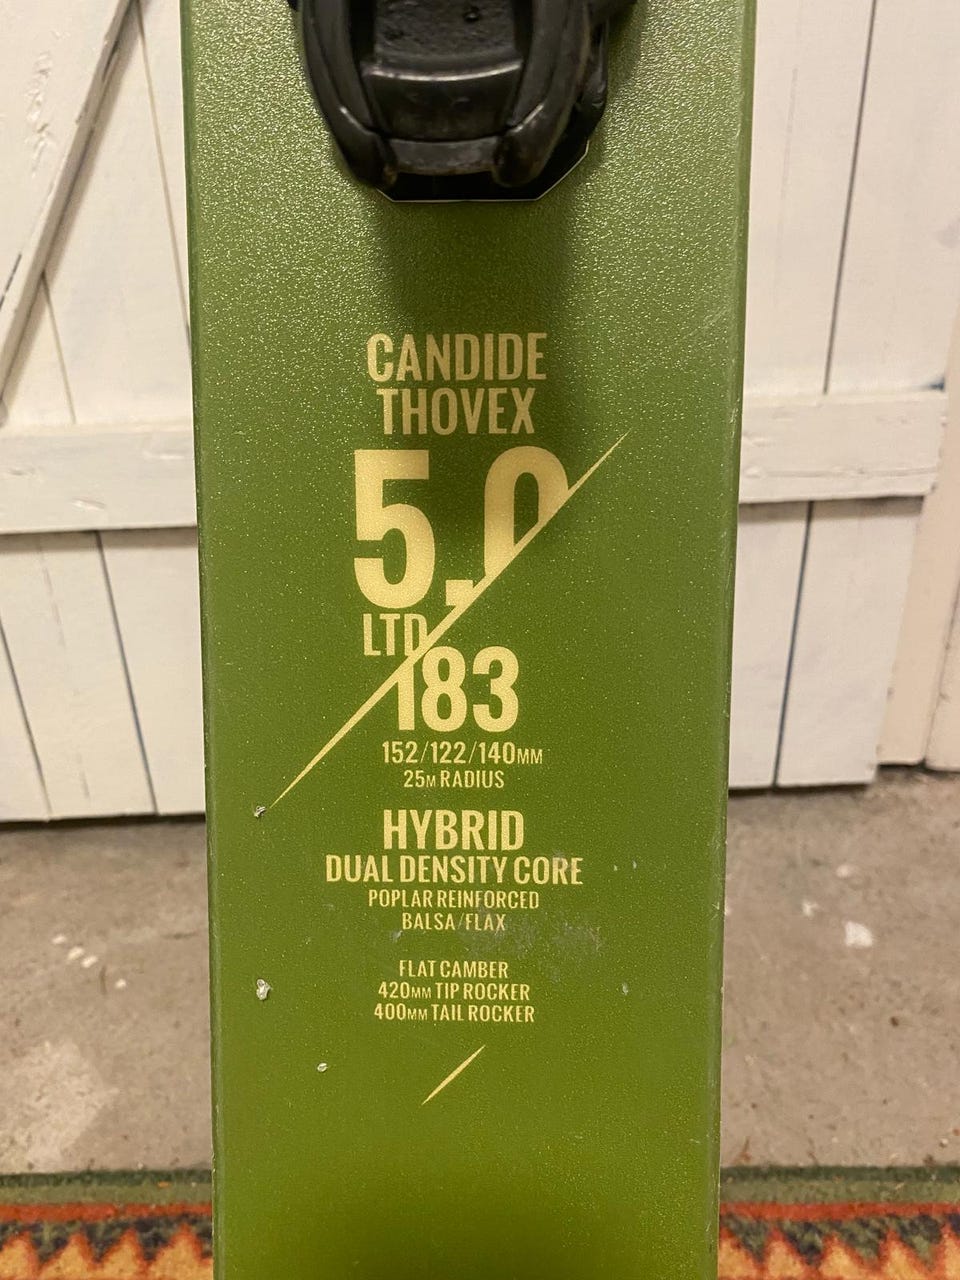 CANDIDE
THOVEX
5.0
LTD
183
152/122/140MM
25M RADIUS
HYBRID
DUAL DENSITY CORE
POPLAR REINFORCED
BALSA/FLAX
FLAT CAMBER
420MM TIP ROCKER
400MM TAIL ROCKER